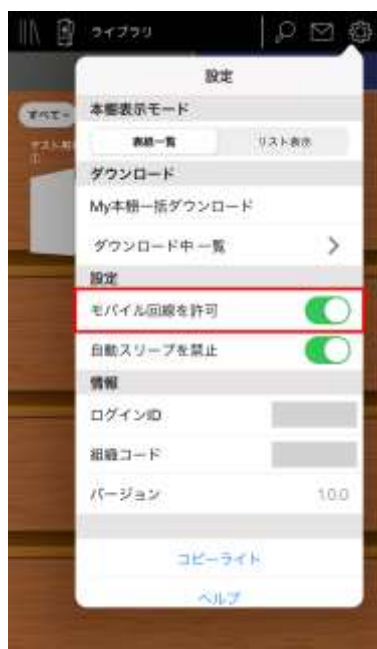 ライブラリ
設定
すべて
本棚表示モード
表紙一覧
リスト表示
ダウンロード
My本棚一括ダウンロード
ダウンロード中 一覧
設定
モバイル回線を許可
自動スリープを禁止
情報
ログインID
組織コード
バージョン
1.0.0
コピーライト
ヘルプ